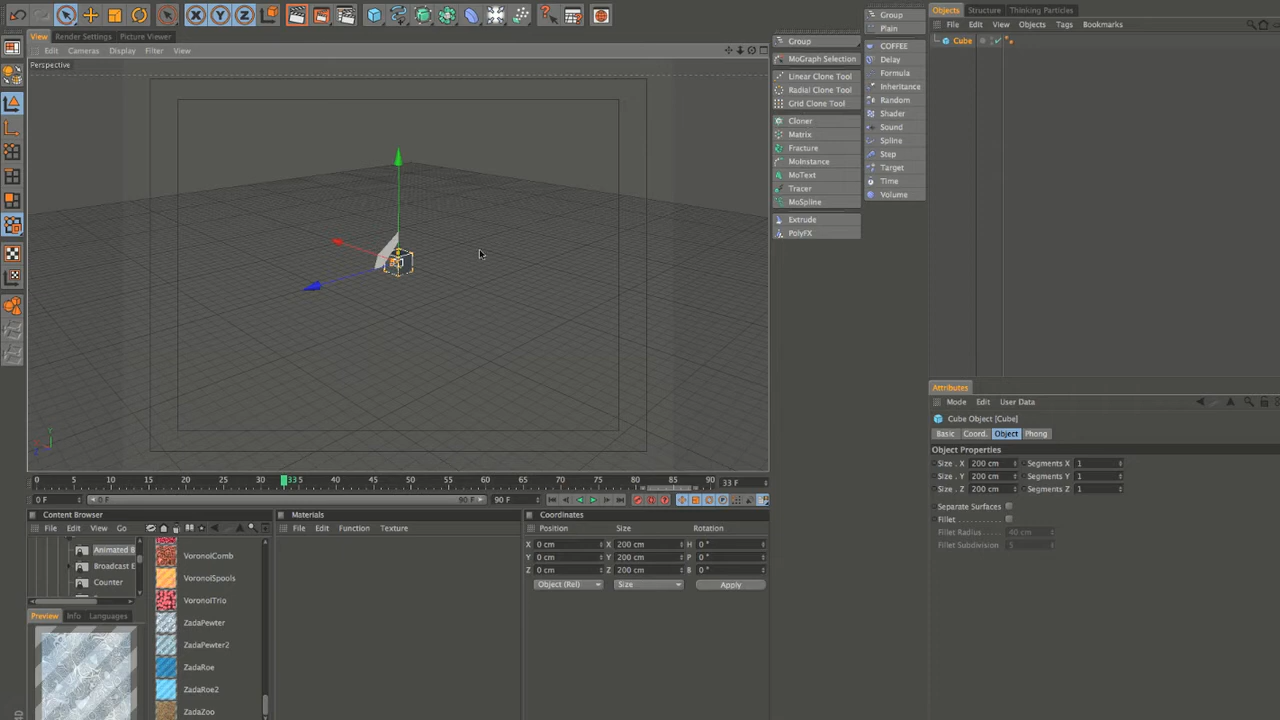 View Render Settings Picture Viewer
Edit Cameras Display Filter View
Perspective
Group
MoGraph Selection
Linear Clone Tool
Radial Clone Tool
Grid Clone Tool
Cloner
Matrix
Fracture
MoInstance
MoText
Tracer
MoSpline
Extrude
PolyFX
Group
Plain
COFFEE
Delay
Formula
Inheritance
Random
Shader
Sound
Spline
Step
Target
Time
Volume
Objects Structure Thinking Particles
File Edit View Objects Tags Bookmarks
Cube
Attributes
Mode Edit User Data
Cube Object [Cube]
Basic Coord. Object Phong
Object Properties
Size . X 200 cm Segments X 1
Size . Y 200 cm Segments Y 1
Size . Z 200 cm Segments Z 1
Separate Surfaces
Fillet
Fillet Radius 40 cm
Fillet Subdivision 5
0 5 10 15 20 25 30 335 40 45 50 55 60 65 70 75 80 85 90 33 F
0 F 0 F 90 F 90 F
Content Browser
File Edit View Go
Animated B
Broadcast E
Counter
VoronoiComb
VoronoiSpools
VoronoiTrio
ZadaPewter
ZadaPewter2
ZadaRoe
ZadaRoe2
ZadaZoo
Preview Info Languages
Materials
File Edit Function Texture
Coordinates
Position Size Rotation
X 0 cm X 200 cm H 0 °
Y 0 cm Y 200 cm P 0 °
Z 0 cm Z 200 cm B 0 °
Object (Rel) Size Apply